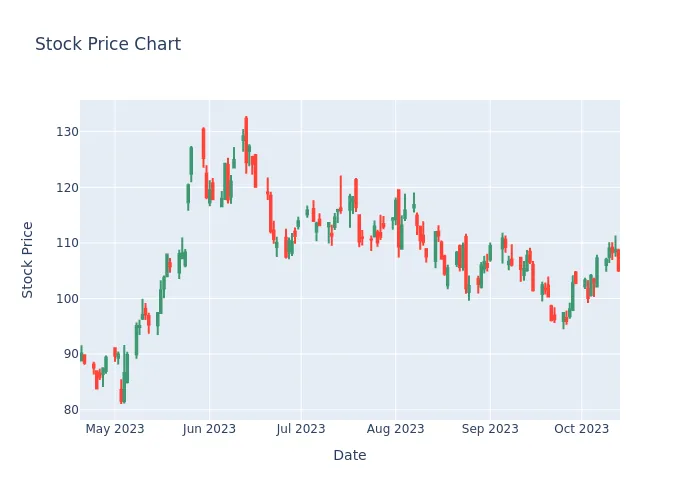 Stock Price Chart
Stock Price
130
120
110
100
90
80
May 2023
Jun 2023
Jul 2023
Aug 2023
Sep 2023
Oct 2023
Date